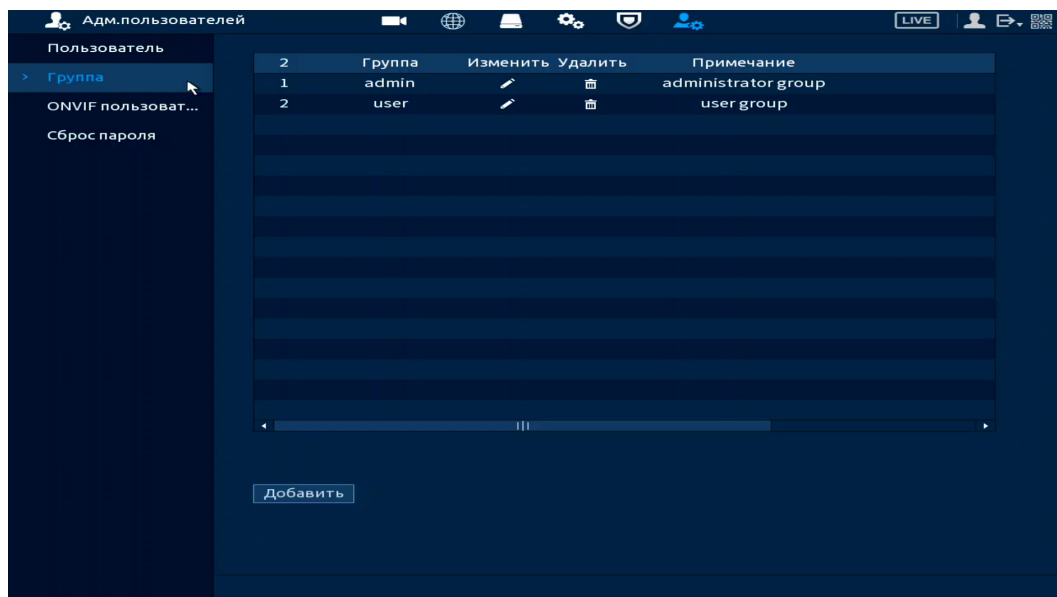 Адм.пользователей LIVE
Пользователь
Группа
ONVIF пользоват...
Сброс пароля
2 Группа Изменить Удалить Примечание
1 admin administrator group
2 user user group
Добавить